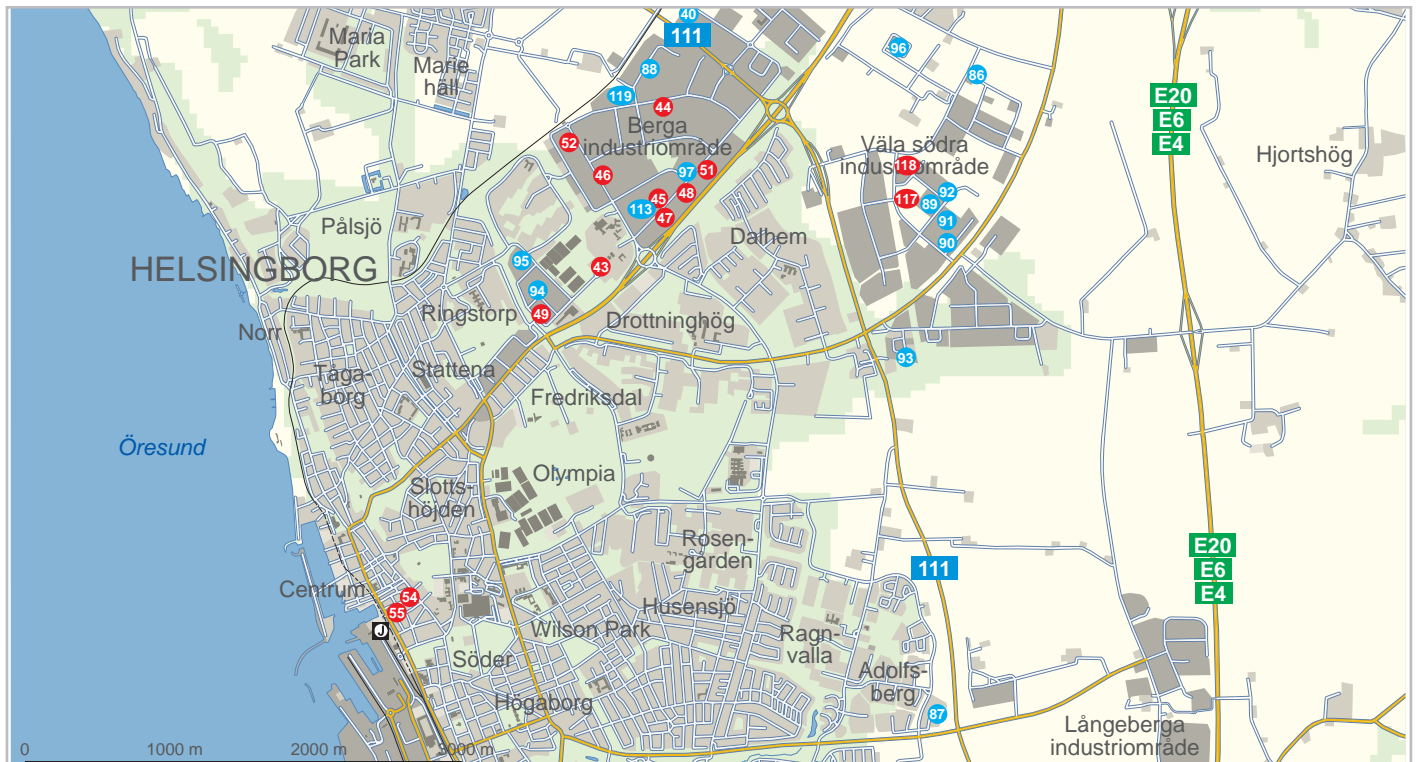 40
111
Maria
Park
Marie
häll
96
86
88
119
44
E20
E6
E4
Berga
industriområde
52
46
97
51
48
45
113
47
Väla södra
industriområde
118
92
117
89
91
90
Hjortshög
Pålsjö
Dalhem
HELSINGBORG
95
43
94
49
Ringstorp
Drottninghög
Norr
93
Tåga-
borg
Stattena
Fredriksdal
Öresund
Olympia
Slotts-
höjden
Rosen-
gården
111
E20
E6
E4
Centrum
54
55
J
Husensjö
Wilson Park
Ragn-
valla
Söder
Adolfs-
berg
Högaborg
87
Långeberga
industriområde
0
1000 m
2000 m
3000 m